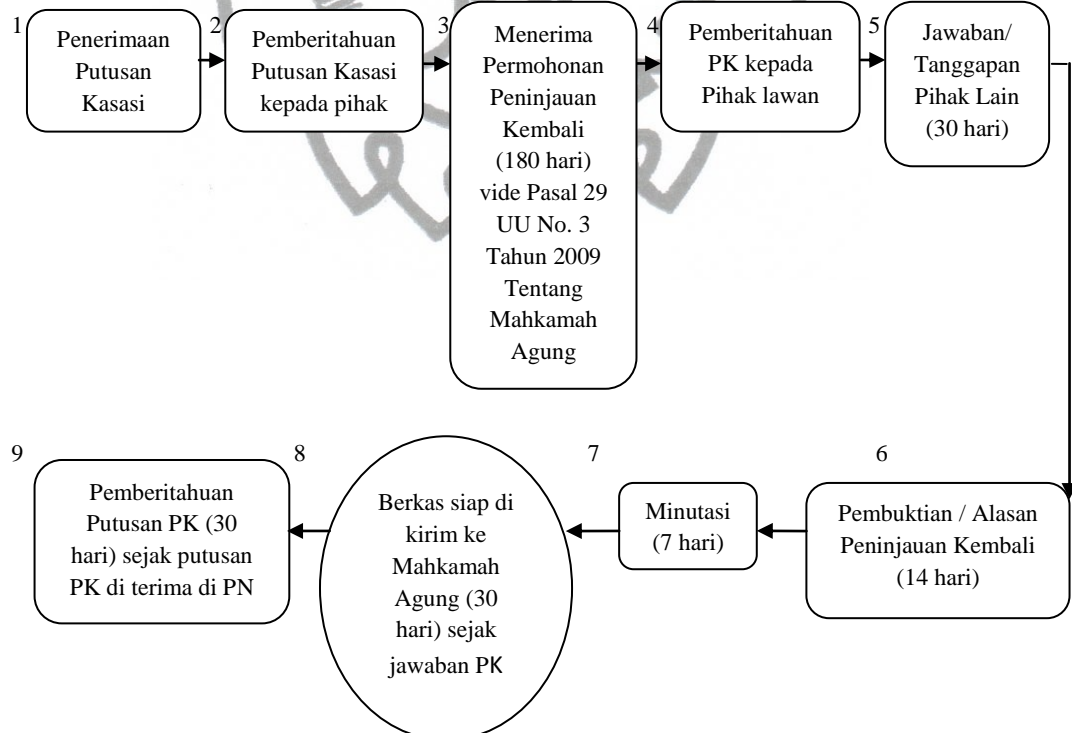 1
Penerimaan
Putusan
Kasasi
2
Pemberitahuan
Putusan Kasasi
kepada pihak
3
Menerima
Permohonan
Peninjauan
Kembali
(180 hari)
vide Pasal 29
UU No. 3
Tahun 2009
Tentang
Mahkamah
Agung
4
Pemberitahuan
PK kepada
Pihak lawan
5
Jawaban/
Tanggapan
Pihak Lain
(30 hari)
6
Pembuktian / Alasan
Peninjauan Kembali
(14 hari)
7
Minutasi
(7 hari)
8
Berkas siap di
kirim ke
Mahkamah
Agung (30
hari) sejak
jawaban PK
9
Pemberitahuan
Putusan PK (30
hari) sejak putusan
PK di terima di PN